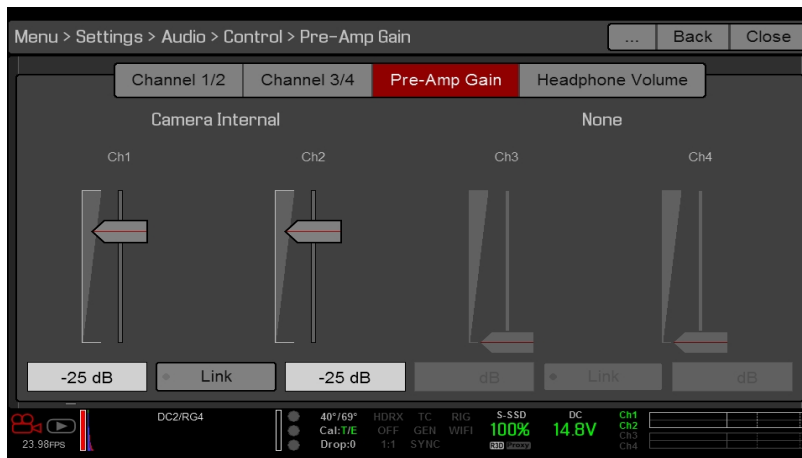 Menu > Settings > Audio > Control > Pre-Amp Gain ... Back Close
Channel 1/2 Channel 3/4 Pre-Amp Gain Headphone Volume
Camera Internal None
Ch1 Ch2 Ch3 Ch4
-25 dB Link -25 dB dB Link dB
DC2/RG4 40°/69° HDRX TC RIG S-SSD DC Ch1
Cal:T/E OFF GEN WIFI 100% 14.8V Ch2
23.98FPS Drop:0 1:1 SYNC R3D Proxy Ch3
Ch4